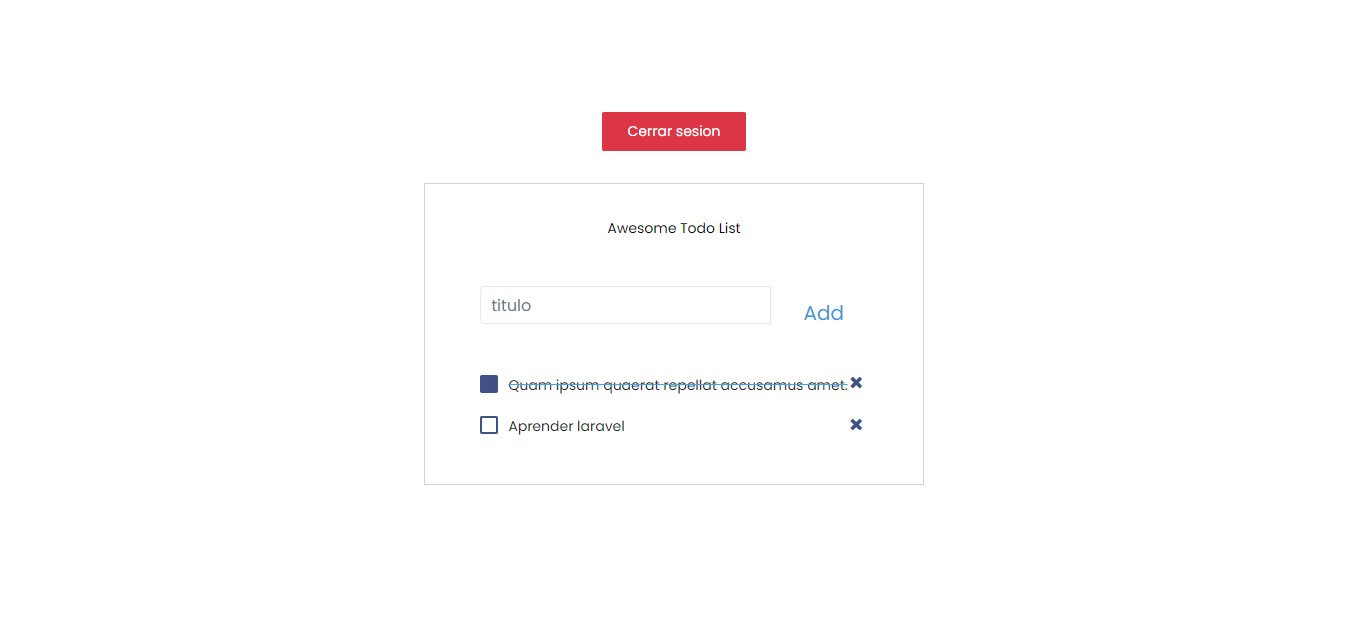 Cerrar sesion
Awesome Todo List
titulo
Add
Quam ipsum quaerat repellat accusamus amet.
Aprender laravel